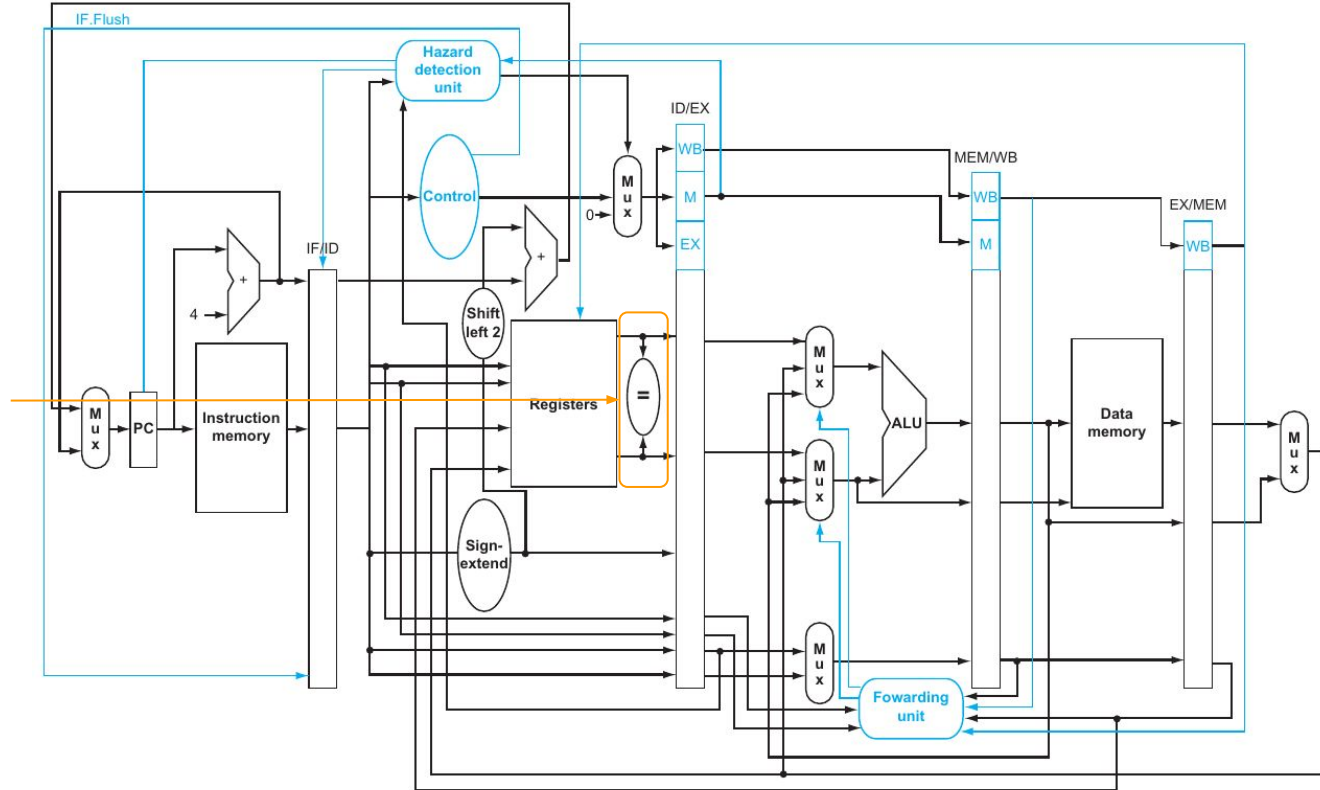 IF.Flush
Hazard
detection
unit
ID/EX
WB
MEM/WB
Control
M
u
x
M
WB
EX/MEM
0
IF/ID
EX
M
WB
+
+
4
Shift
left 2
M
u
x
M
u
x
PC
Instruction
memory
Registers
=
ALU
Data
memory
M
u
x
M
u
x
Sign-
extend
M
u
x
Fowarding
unit